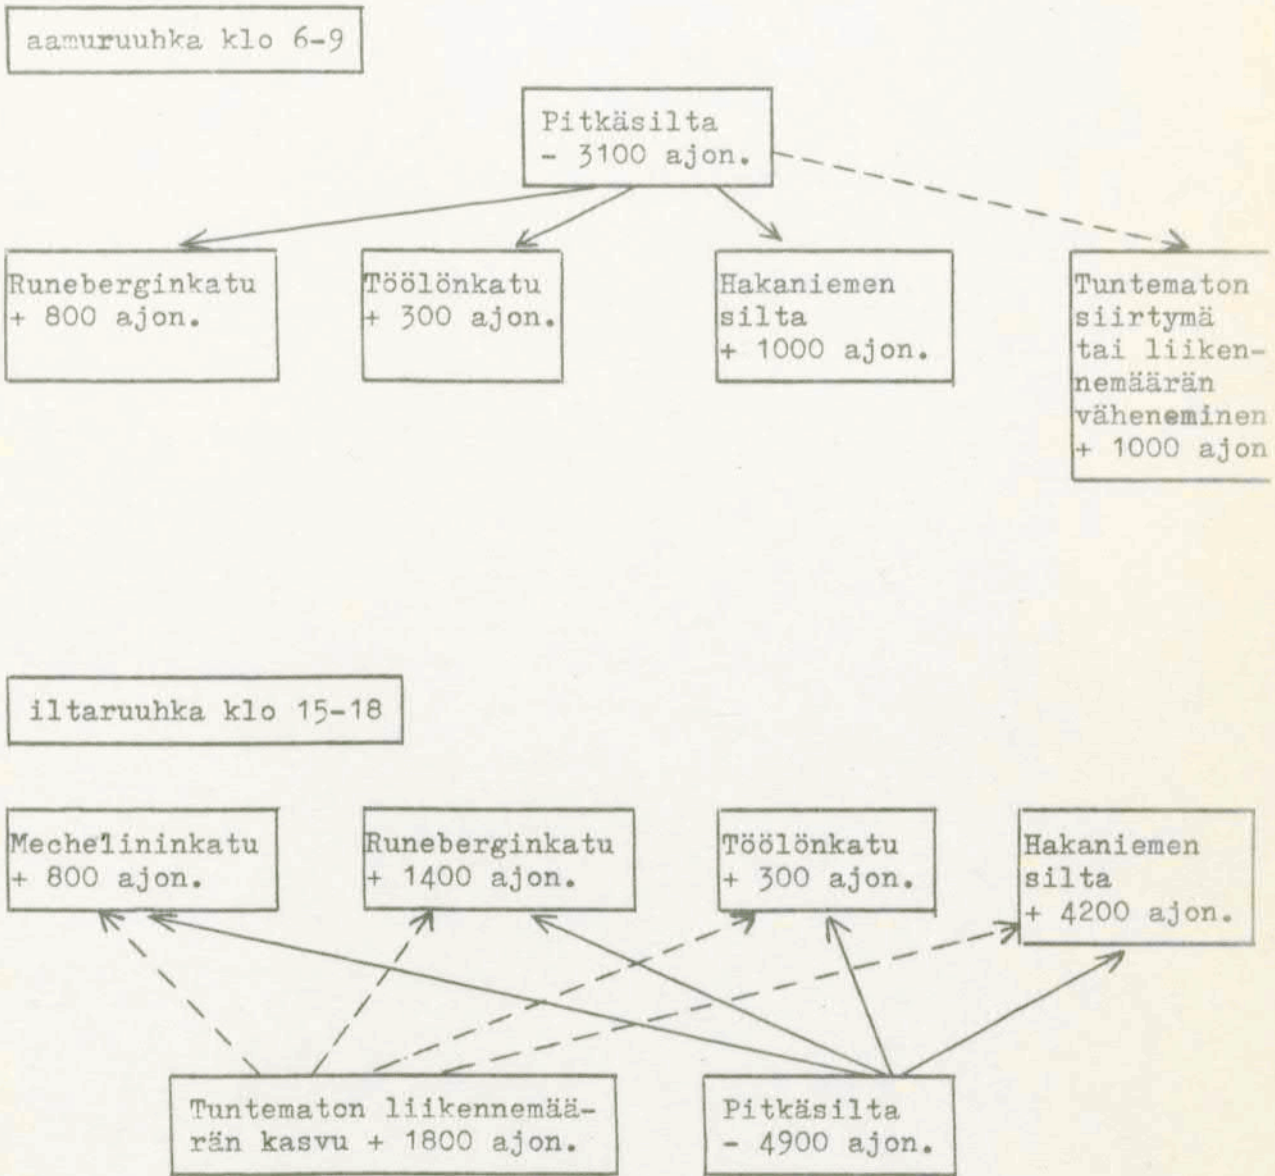 aamuruuhka klo 6-9
Pitkäsilta
- 3100 ajon.
Runeberginkatu
+ 800 ajon.
Töölönkatu
+ 300 ajon.
Hakaniemen
silta
+ 1000 ajon.
Tuntematon
siirtymä
tai liiken-
nemäärän
väheneminen
+ 1000 ajon
iltaruuhka klo 15-18
Mechelininkatu
+ 800 ajon.
Runeberginkatu
+ 1400 ajon.
Töölönkatu
+ 300 ajon.
Hakaniemen
silta
+ 4200 ajon.
Tuntematon liikennemää-
rän kasvu + 1800 ajon.
Pitkäsilta
- 4900 ajon.